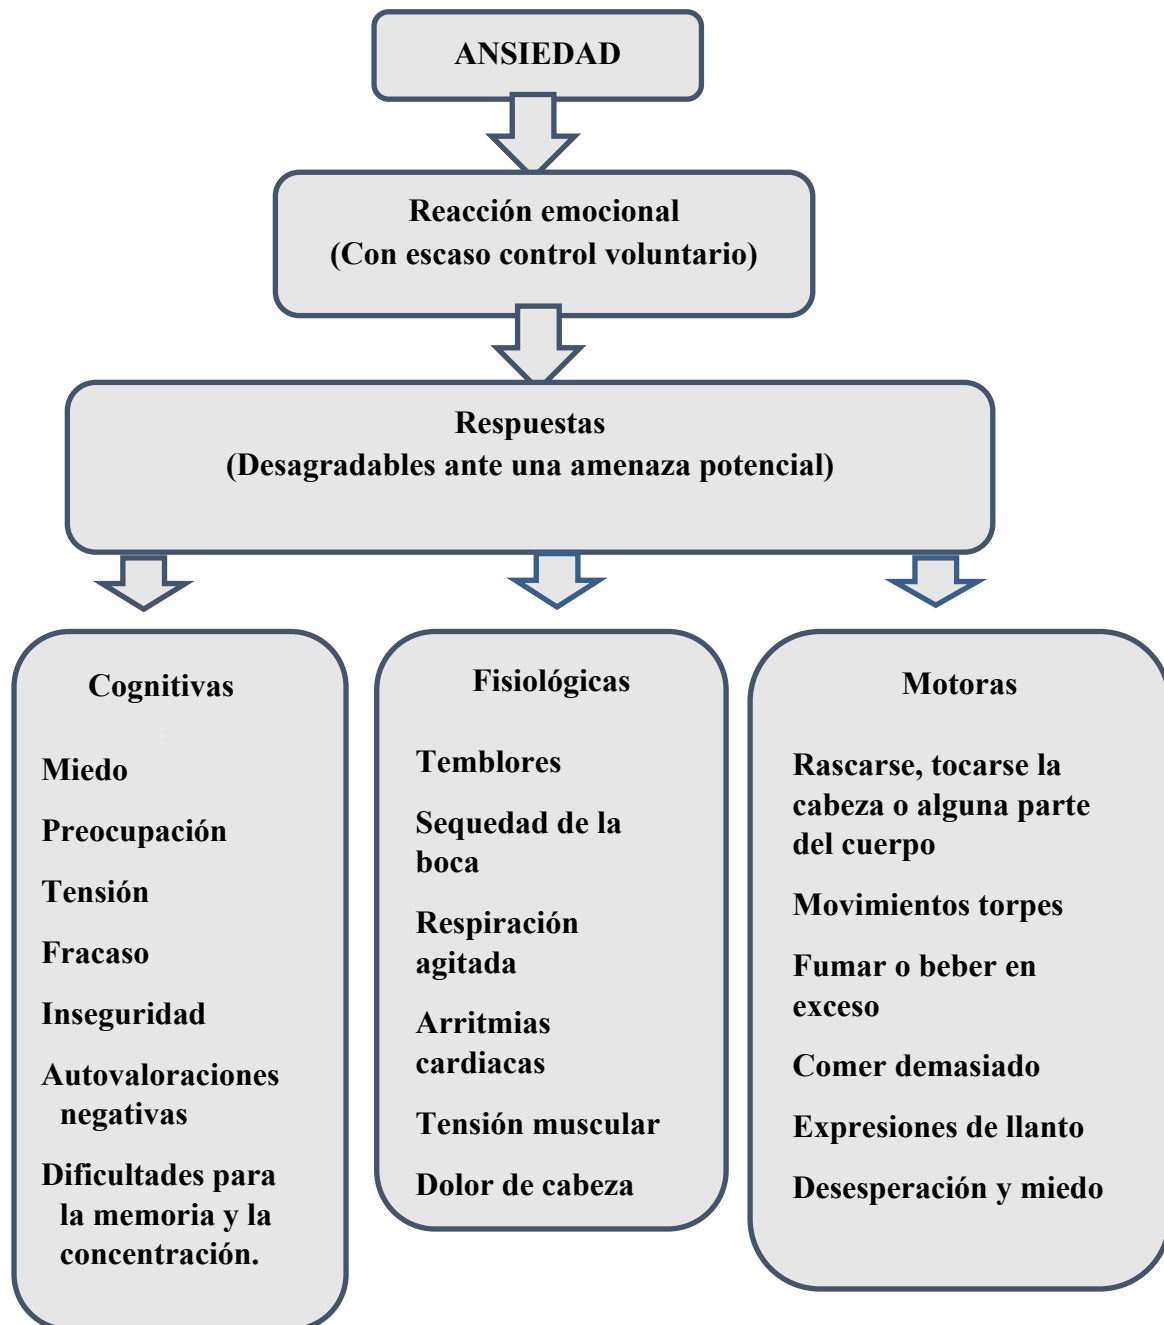 ANSIEDAD
Reacción emocional
(Con escaso control voluntario)
Respuestas
(Desagradables ante una amenaza potencial)
Cognitivas
Miedo
Preocupación
Tensión
Fracaso
Inseguridad
Autovaloraciones
negativas
Dificultades para
la memoria y la
concentración.
Fisiológicas
Temblores
Sequedad de la
boca
Respiración
agitada
Arritmias
cardiacas
Tensión muscular
Dolor de cabeza
Motoras
Rascarse, tocarse la
cabeza o alguna parte
del cuerpo
Movimientos torpes
Fumar o beber en
exceso
Comer demasiado
Expresiones de llanto
Desesperación y miedo